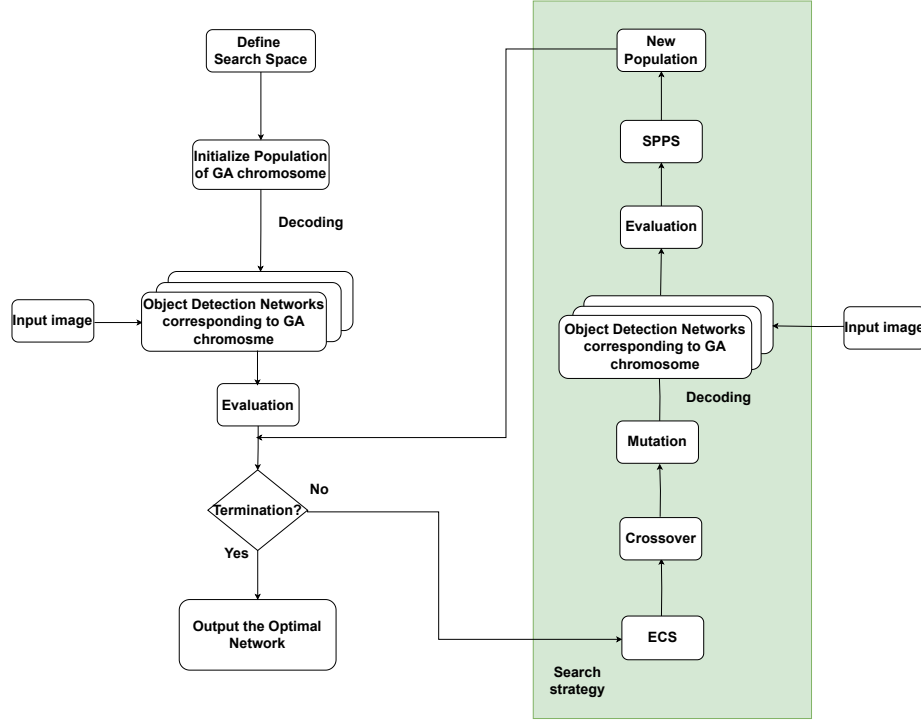 Define
Search Space
Initialize Population
of GA chromosome
Decoding
Input image
Object Detection Networks
corresponding to GA
chromosme
Evaluation
Termination?
No
Yes
Output the Optimal
Network
New
Population
SPPS
Evaluation
Object Detection Networks
corresponding to GA
chromosome
Input image
Decoding
Mutation
Crossover
ECS
Search
strategy